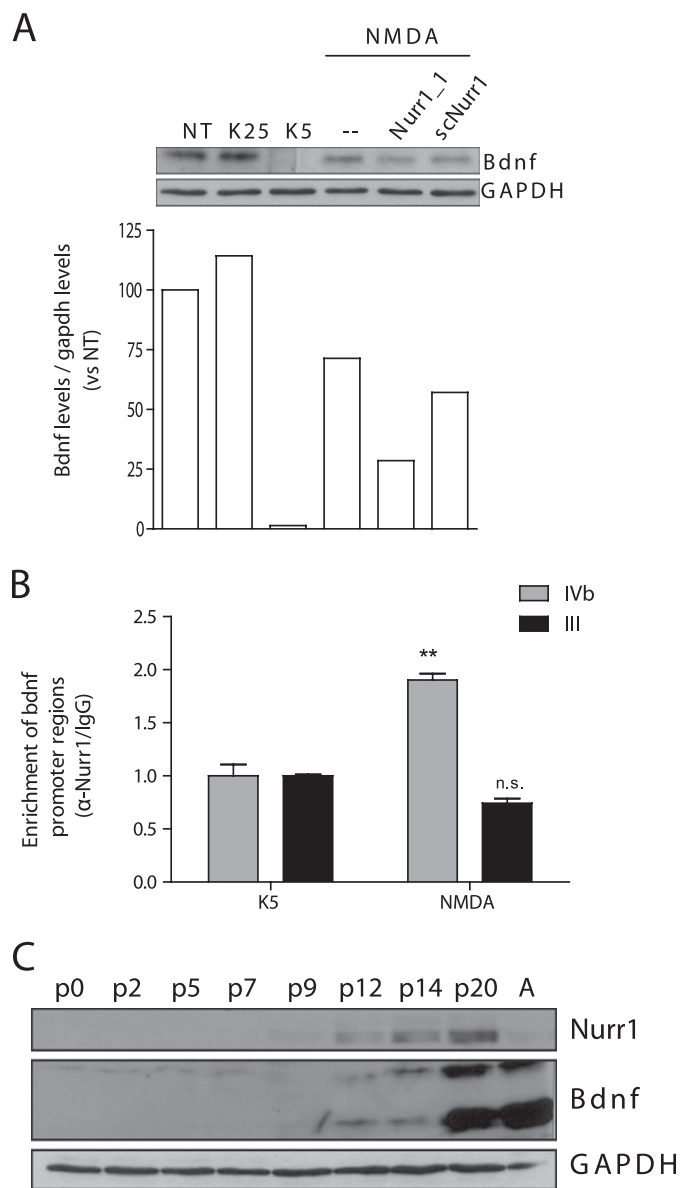 A
NMDA
NT K25 K5 -- Nurr1_1 scNurr1
Bdnf
GAPDH
125
100
75
50
25
0
Bdnf levels / gapdh levels
(vs NT)
B
IVb
III
2.5
2.0
1.5
1.0
0.5
0.0
Enrichment of bdnf
promoter regions
(α-Nurr1/IgG)
**
n.s.
K5 NMDA
C
p0 p2 p5 p7 p9 p12 p14 p20 A
Nurr1
Bdnf
GAPDH